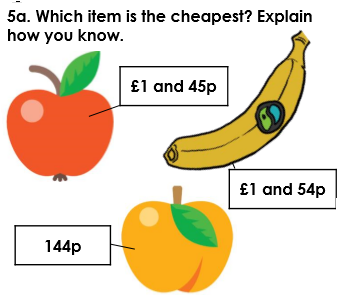 5a. Which item is the cheapest? Explain
how you know.
£1 and 45p
£1 and 54p
144p